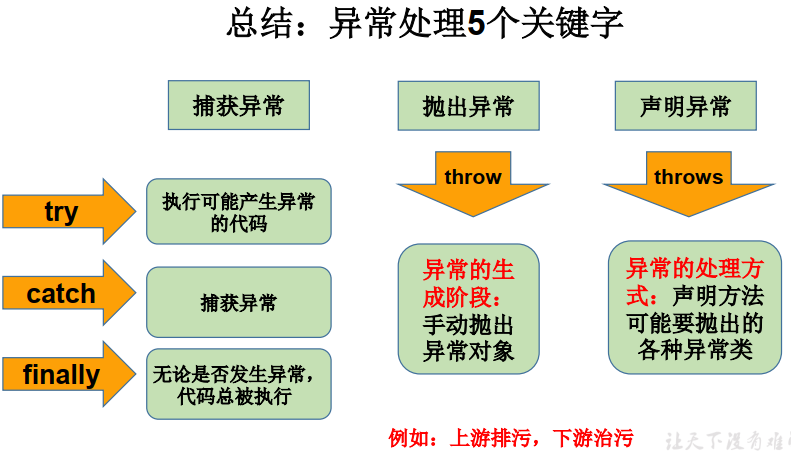 总结：异常处理5个关键字
捕获异常
抛出异常
声明异常
throw
throws
try
执行可能产生异常
的代码
catch
捕获异常
finally
无论是否发生异常，
代码总被执行
异常的生
成阶段：
手动抛出
异常对象
异常的处理方
式：声明方法
可能要抛出的
各种异常类
例如：上游排污，下游治污
让天下没有难